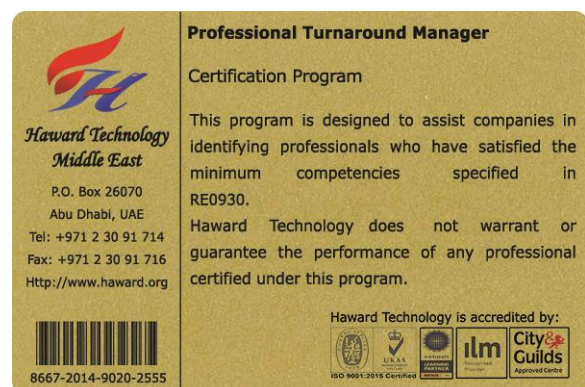 Haward Technology
Middle East
P.O. Box 26070
Abu Dhabi, UAE
Tel: +971 2 30 91 714
Fax: +971 2 30 91 716
Http://www.haward.org
8667-2014-9020-2555
Professional Turnaround Manager
Certification Program
This program is designed to assist companies in
identifying professionals who have satisfied the
minimum competencies specified in
RE0930.
Haward Technology does not warrant or
guarantee the performance of any professional
certified under this program.
Haward Technology is accredited by:
UKAS
ilm
City&
Guilds
Approved Centre
ISO 9001:2015 Certified